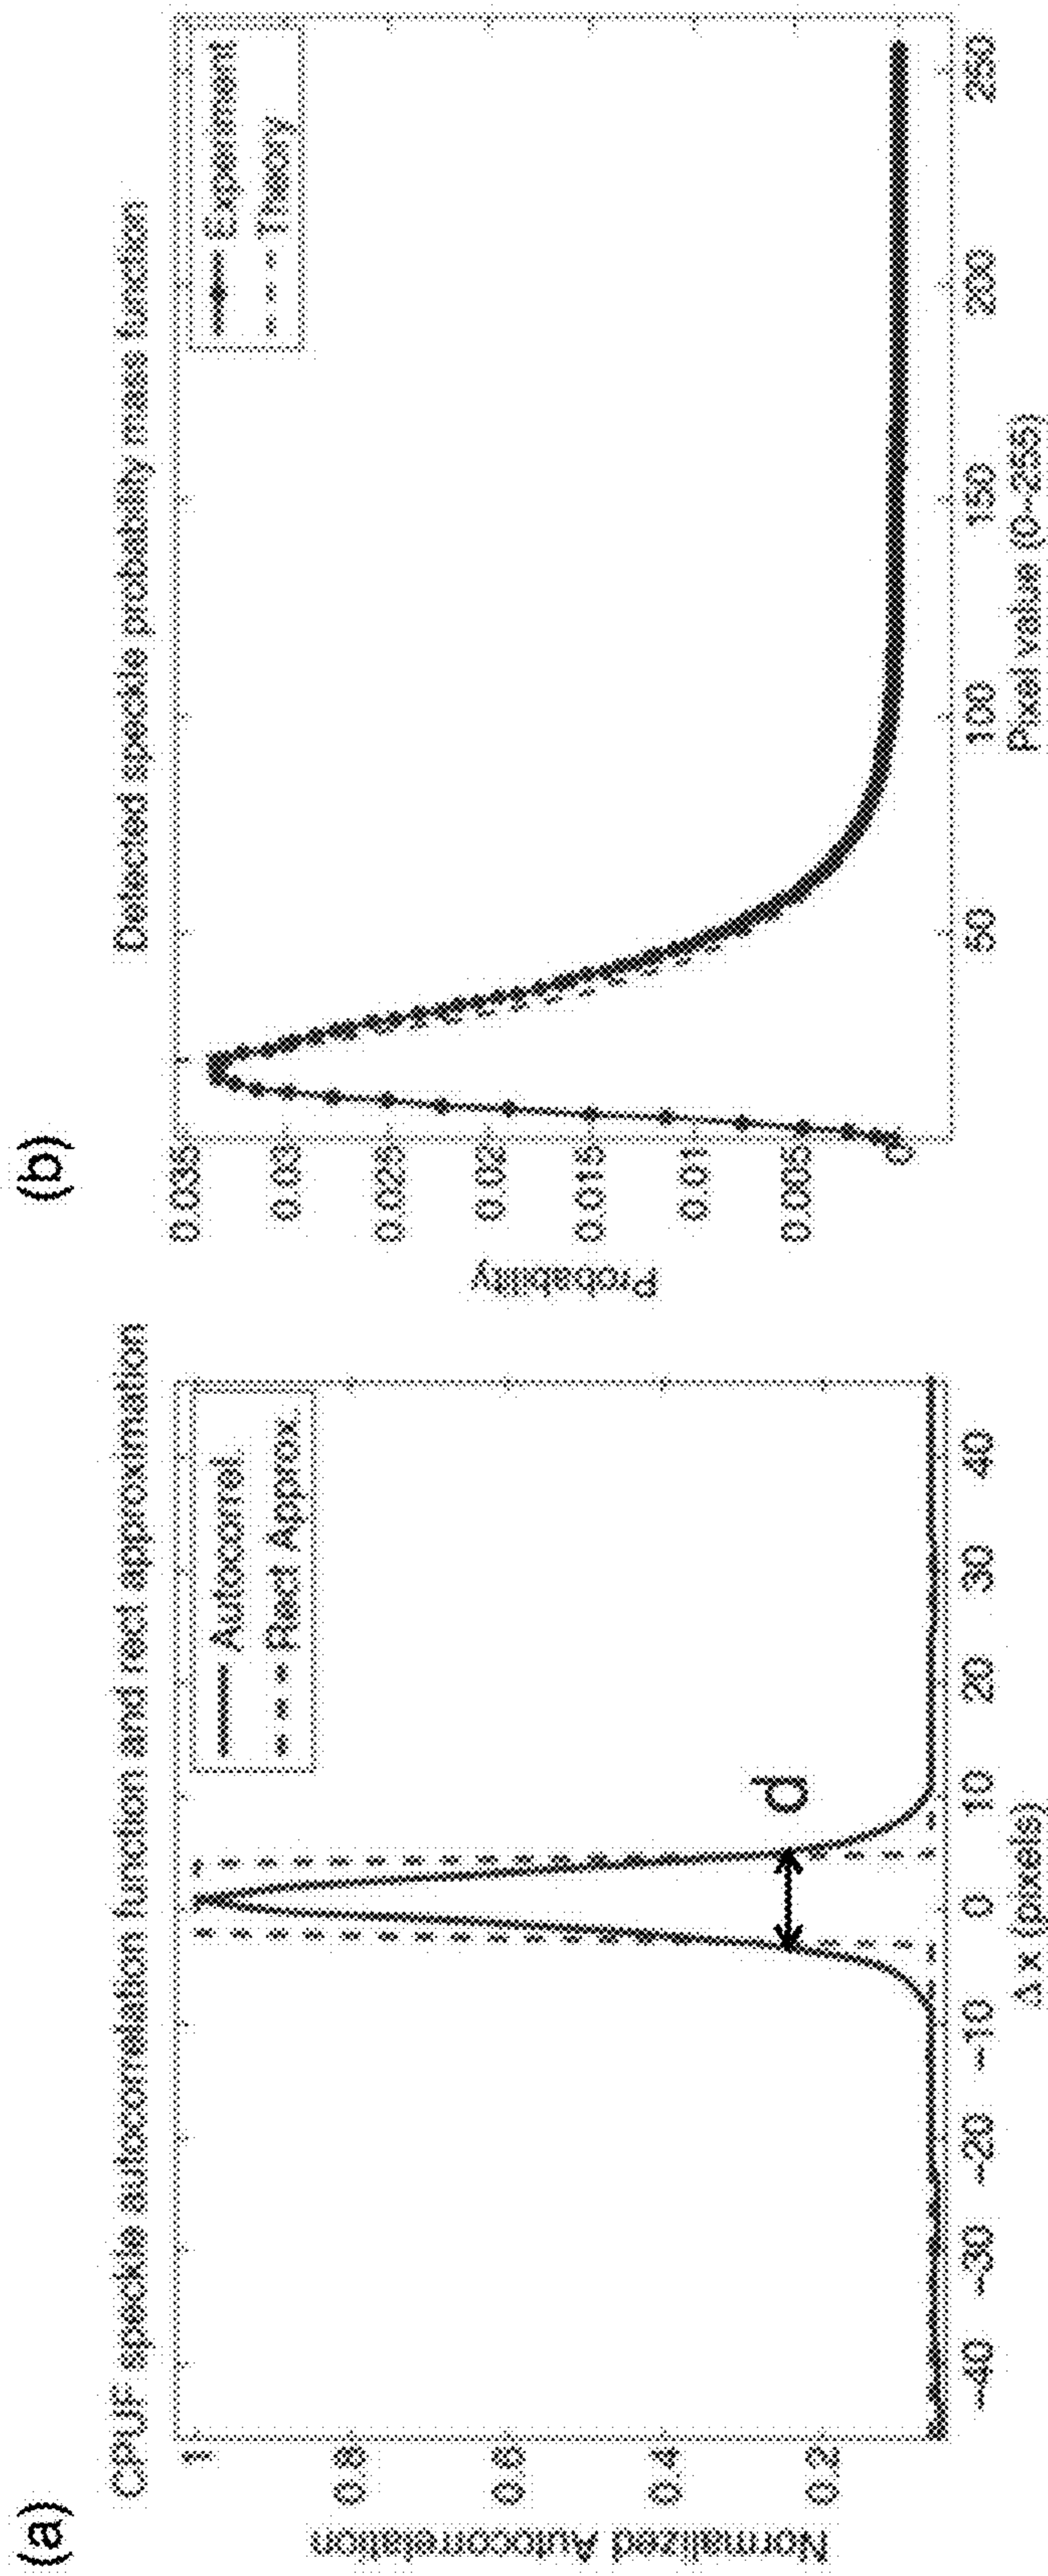 (a)
CPUF speckle autocorrelation function and rect approximation
Normalized Autocorrelation
1
0.8
0.6
0.4
0.2
Autocorrel.
Rect Approx.
d
−40 −30 −20 −10 0 10 20 30 40
Δ x (pixels)
(b)
Detected speckle probability mass function
Probability
0.035
0.03
0.025
0.02
0.015
0.01
0.005
0
Experiment
Theory
50 100 150 200 250
Pixel value (0-255)